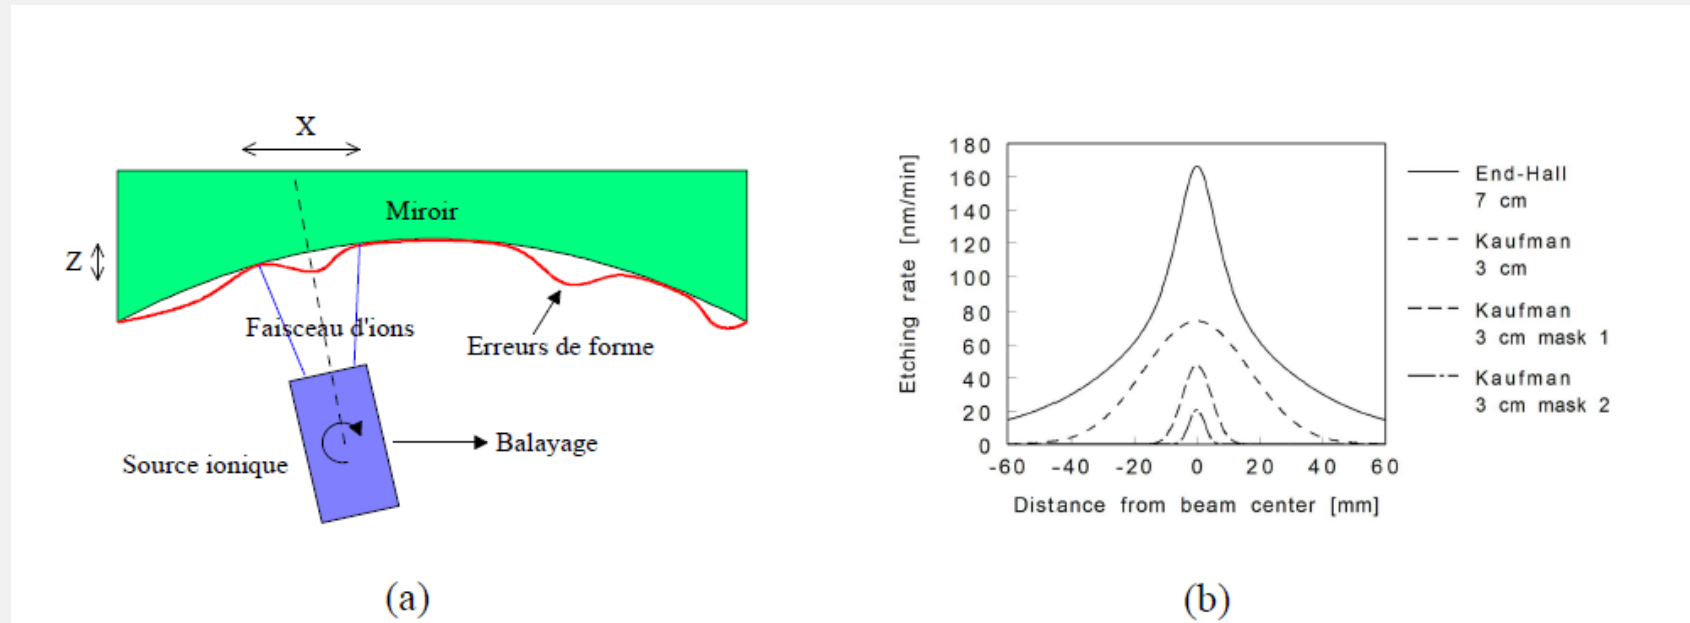 X
Miroir
Z
Faisceau d'ions
Erreurs de forme
Balayage
Source ionique
(a)
Etching rate [nm/min]
180
160
140
120
100
80
60
40
20
0
-60 -40 -20 0 20 40 60
Distance from beam center [mm]
End-Hall
7 cm
Kaufman
3 cm
Kaufman
3 cm mask 1
Kaufman
3 cm mask 2
(b)